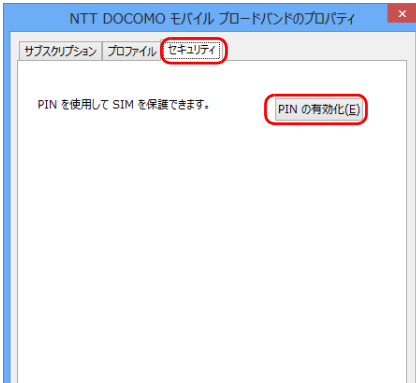 NTT DOCOMO モバイル ブロードバンドのプロパティ
サブスクリプション プロファイル セキュリティ
PIN を使用して SIM を保護できます。
PIN の有効化(E)